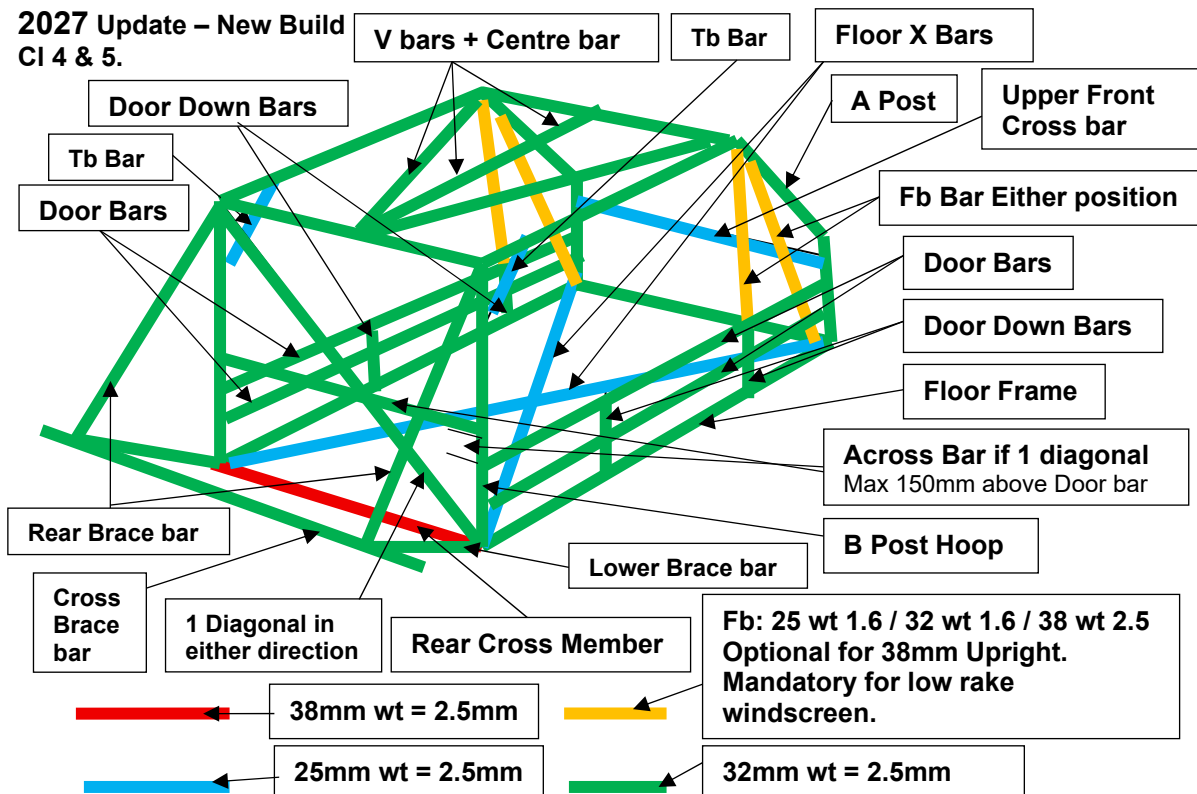 2027 Update – New Build
Cl 4 & 5.
V bars + Centre bar
Tb Bar
Floor X Bars
Door Down Bars
A Post
Upper Front
Cross bar
Tb Bar
Door Bars
Fb Bar Either position
Door Bars
Door Down Bars
Floor Frame
Across Bar if 1 diagonal
Max 150mm above Door bar
Rear Brace bar
B Post Hoop
Lower Brace bar
Cross
Brace
bar
1 Diagonal in
either direction
Rear Cross Member
Fb: 25 wt 1.6 / 32 wt 1.6 / 38 wt 2.5
Optional for 38mm Upright.
Mandatory for low rake
windscreen.
38mm wt = 2.5mm
25mm wt = 2.5mm
32mm wt = 2.5mm